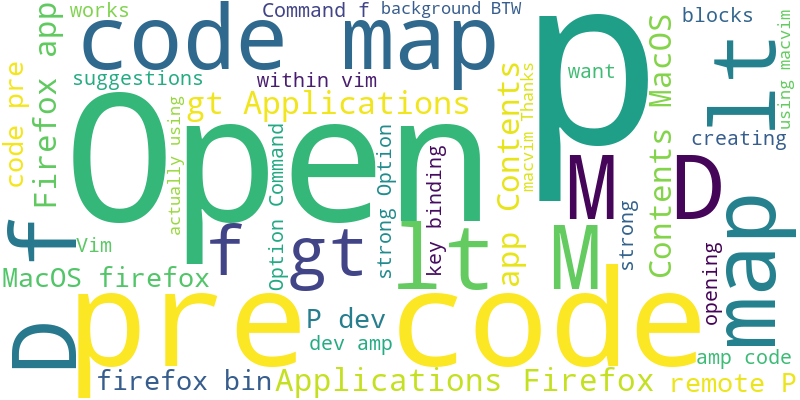 works
code map
Command f
background BTW
p
blocks
lt
using macvim
Firefox app
code pre
suggestions
within vim
want
gt Applications
Open
Contents
macvim Thanks
MacOS
Contents
creating
actually using
Option Command
strong Option
key binding
M
D
f
Vim
f
gt
lt
app
M
strong
opening
map
MacOS firefox
pre code
P dev
dev amp
D
amp code
firefox bin
Applications Firefox
remote P